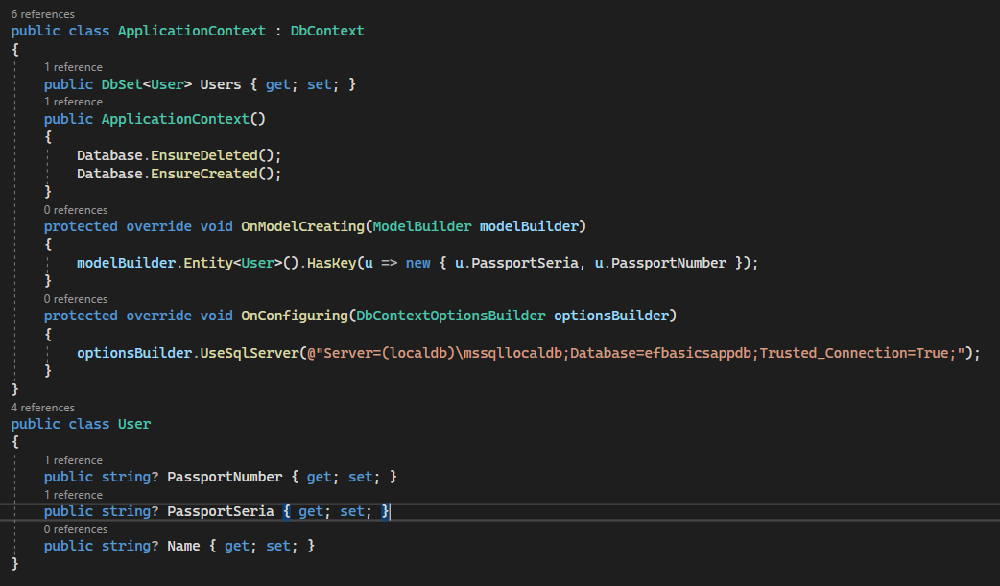 6 references
public class ApplicationContext : DbContext
{
1 reference
public DbSet<User> Users { get; set; }
1 reference
public ApplicationContext()
{
Database.EnsureDeleted();
Database.EnsureCreated();
}
0 references
protected override void OnModelCreating(ModelBuilder modelBuilder)
{
modelBuilder.Entity<User>().HasKey(u => new { u.PassportSeria, u.PassportNumber });
}
0 references
protected override void OnConfiguring(DbContextOptionsBuilder optionsBuilder)
{
optionsBuilder.UseSqlServer(@"Server=(localdb)\mssqllocaldb;Database=efbasicsappdb;Trusted_Connection=True;");
}
}
4 references
public class User
{
1 reference
public string? PassportNumber { get; set; }
1 reference
public string? PassportSeria { get; set; }
0 references
public string? Name { get; set; }
}